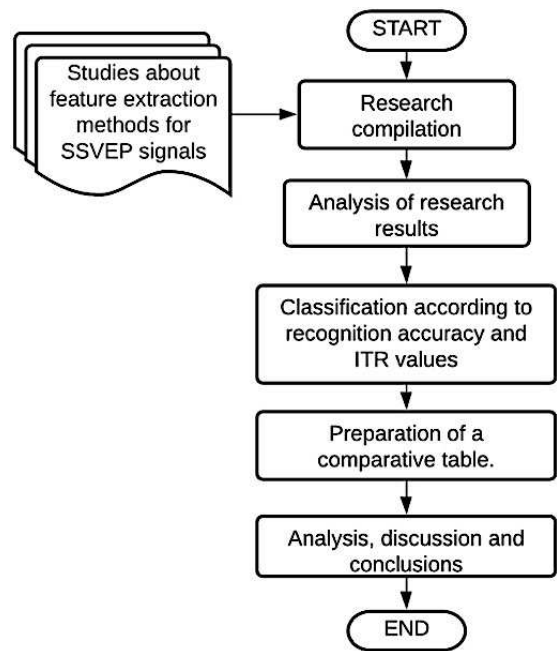 START
Studies about
feature extraction
methods for
SSVEP signals
Research
compilation
Analysis of research
results
Classification according to
recognition accuracy and
ITR values
Preparation of a
comparative table.
Analysis, discussion and
conclusions
END